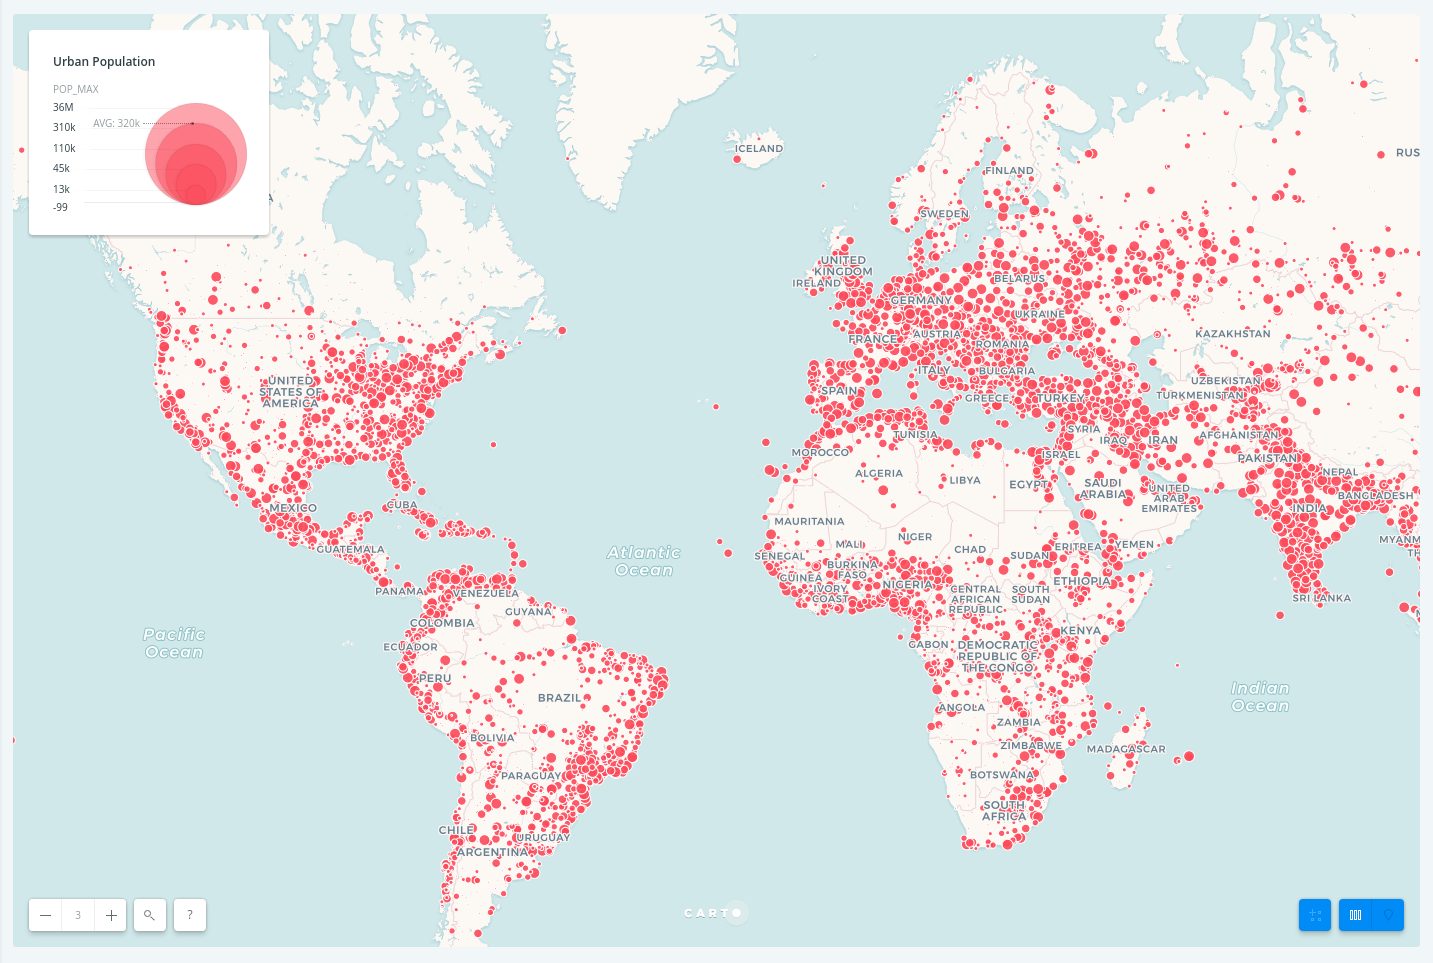 Urban Population
POP_MAX
36M
AVG: 320k
310k
110k
45k
13k
-99
ICELAND
RUS
FINLAND
SWEDEN
UNITED
KINGDOM
IRELAND
BELARUS
GERMANY
UKRAINE
AUSTRIA
FRANCE
ROMANIA
KAZAKHSTAN
ITALY
BULGARIA
UZBEKISTAN
UNITED
STATES OF
AMERICA
SPAIN
GREECE
TURKEY
TURKMENISTAN
SYRIA
TUNISIA
IRAQ
IRAN
AFGHANISTAN
MOROCCO
ISRAEL
PAKISTAN
ALGERIA
LIBYA
EGYPT
SAUDI
ARABIA
UNITED
ARAB
EMIRATES
NEPAL
BANGLADESH
INDIA
CUBA
MEXICO
MAURITANIA
GUATEMALA
Atlantic
Ocean
MALI
NIGER
CHAD
SUDAN
ERITREA
YEMEN
MYANM
TH
SENEGAL
BURKINA
FASO
GUINEA
IVORY
COAST
NIGERIA
CENTRAL
AFRICAN
REPUBLIC
SOUTH
SUDAN
ETHIOPIA
SRI LANKA
PANAMA
VENEZUELA
GUYANA
COLOMBIA
Pacific
Ocean
ECUADOR
GABON
DEMOCRATIC
REPUBLIC OF
THE CONGO
KENYA
PERU
BRAZIL
Indian
Ocean
ANGOLA
ZAMBIA
BOLIVIA
ZIMBABWE
MADAGASCAR
PARAGUAY
BOTSWANA
SOUTH
AFRICA
CHILE
URUGUAY
ARGENTINA
3
?
CARTO